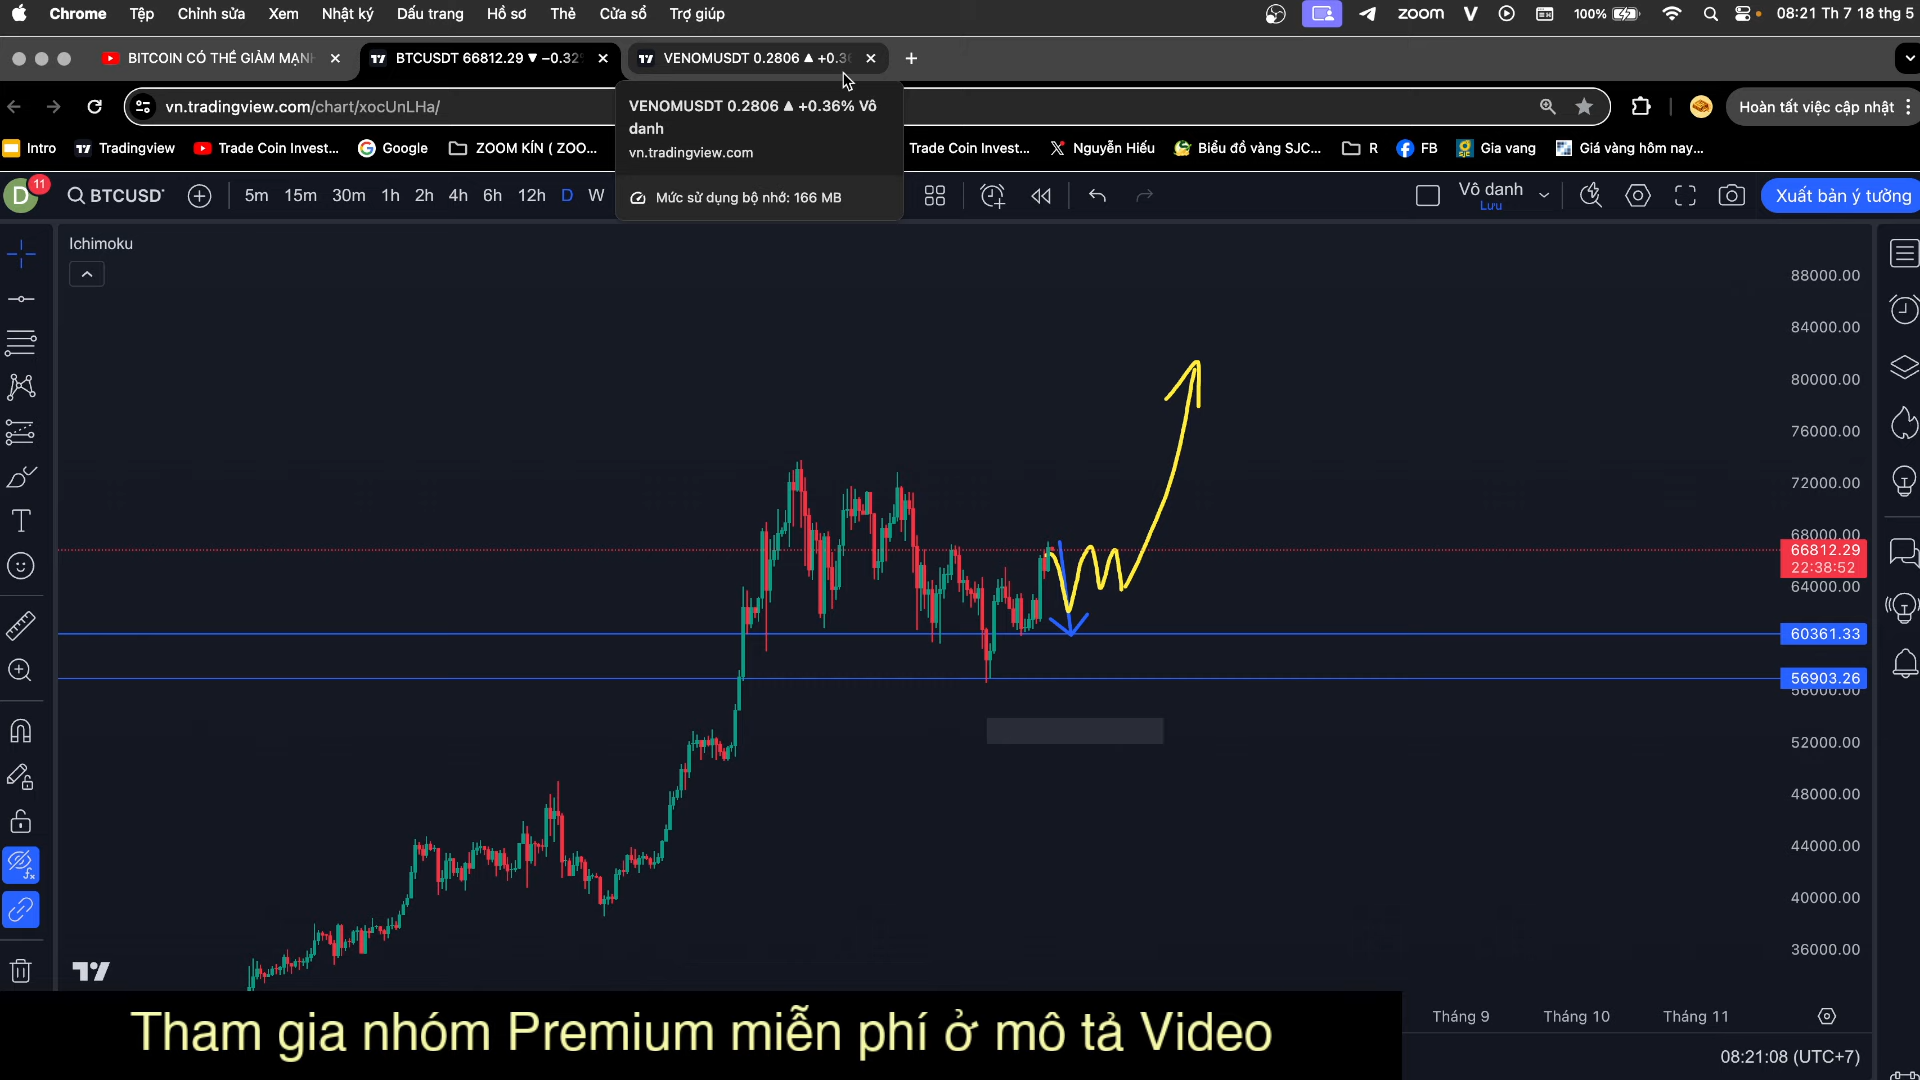 Chrome Tệp Chỉnh sửa Xem Nhật ký Dấu trang Hồ sơ Thẻ Cửa sổ Trợ giúp zoom 100% 08:21 Th 7 18 thg 5
BITCOIN CÓ THỂ GIẢM MẠN BTCUSDT 66812.29 ▼ −0.32 VENOMUSDT 0.2806 ▲ +0.36
vn.tradingview.com/chart/xocUnLHa/ Hoàn tất việc cập nhật
VENOMUSDT 0.2806 ▲ +0.36% Vô
danh
vn.tradingview.com
Mức sử dụng bộ nhớ: 166 MB
Intro Tradingview Trade Coin Invest... Google ZOOM KÍN ( ZOO... Trade Coin Invest... Nguyễn Hiếu Biểu đồ vàng SJC... R FB Gia vang Giá vàng hôm nay...
D 11 BTCUSD 5m 15m 30m 1h 2h 4h 6h 12h D W Vô danh Xuất bản ý tưởng
Lưu
Ichimoku
88000.00
84000.00
80000.00
76000.00
72000.00
68000.00
66812.29
22:38:52
64000.00
60361.33
56903.26
56000.00
52000.00
48000.00
44000.00
40000.00
36000.00
Tháng 9 Tháng 10 Tháng 11
08:21:08 (UTC+7)
Tham gia nhóm Premium miễn phí ở mô tả Video